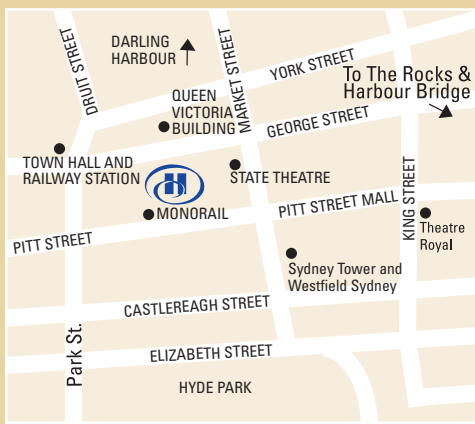 DRUIT STREET
DARLING
HARBOUR
MARKET STREET
YORK STREET
To The Rocks &
Harbour Bridge
QUEEN
VICTORIA
BUILDING
GEORGE STREET
TOWN HALL AND
RAILWAY STATION
H
STATE THEATRE
KING STREET
MONORAIL
PITT STREET MALL
PITT STREET
Theatre
Royal
Sydney Tower and
Westfield Sydney
CASTLEREAGH STREET
Park St.
ELIZABETH STREET
HYDE PARK